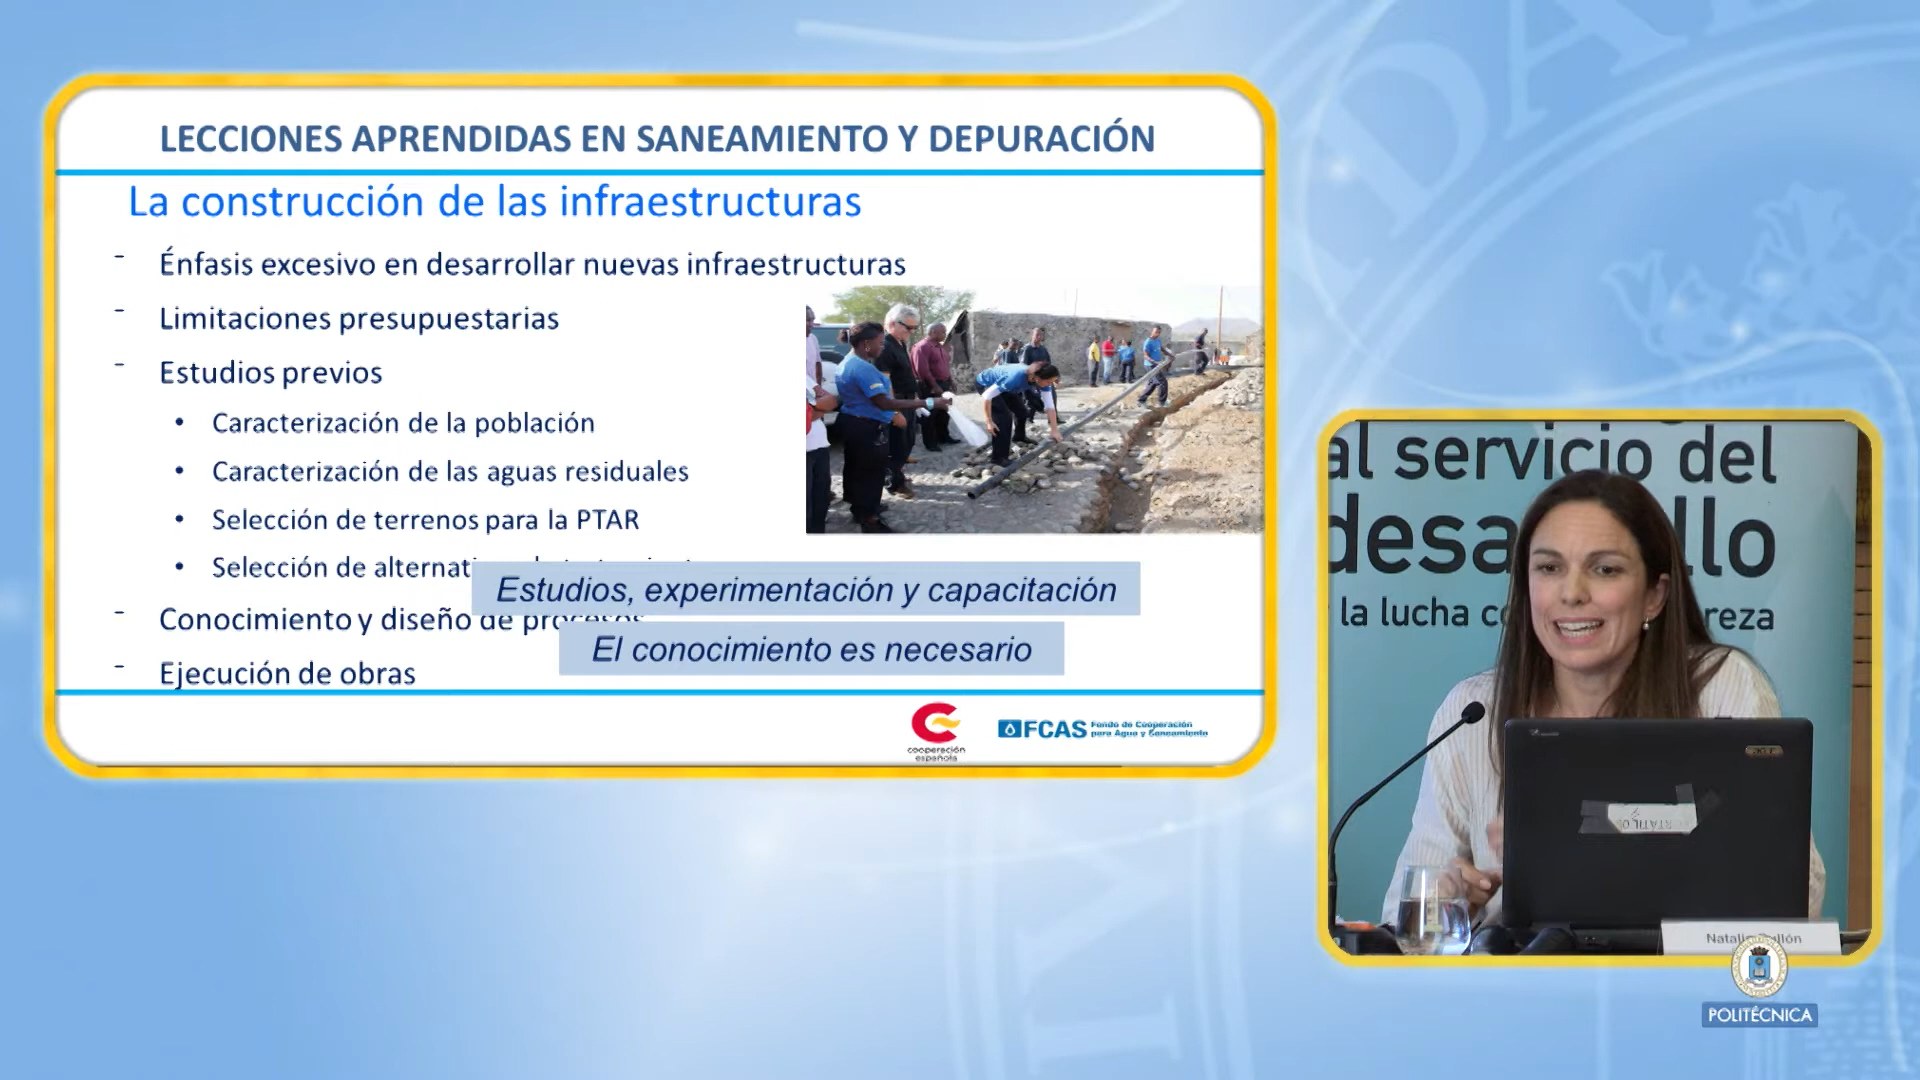 LECCIONES APRENDIDAS EN SANEAMIENTO Y DEPURACIÓN
La construcción de las infraestructuras
- Énfasis excesivo en desarrollar nuevas infraestructuras
- Limitaciones presupuestarias
- Estudios previos
• Caracterización de la población
• Caracterización de las aguas residuales
• Selección de terrenos para la PTAR
• Selección de
Estudios, experimentación y capacitación
- Conocimiento y diseño de procesos
El conocimiento es necesario
- Ejecución de obras
cooperación
española
FCAS Fondo de Cooperación
para Agua y Saneamiento
al servicio del
la lucha
acer
POLITÉCNICA